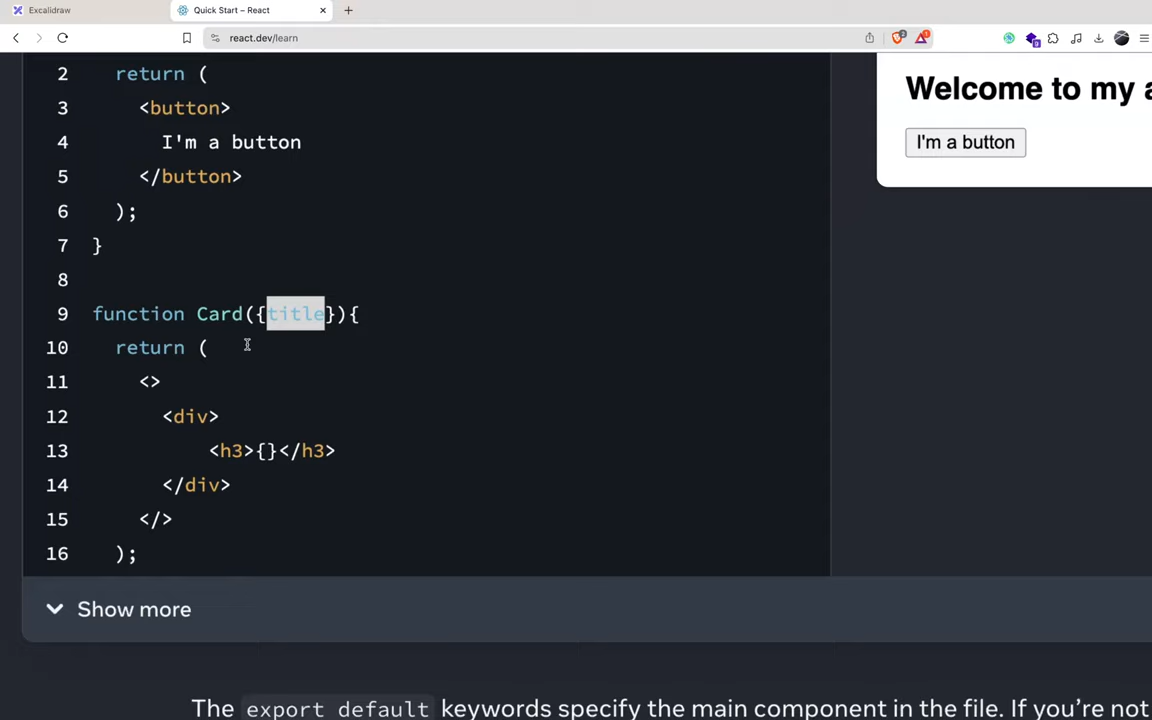 Excalidraw
Quick Start – React
react.dev/learn
2
1
2 return (
3 <button>
4 I'm a button
5 </button>
6 );
7 }
8
9 function Card({title}){
10 return (
11 <>
12 <div>
13 <h3>{}</h3>
14 </div>
15 </>
16 );
Welcome to my a
I'm a button
Show more
The export default keywords specify the main component in the file. If you're not